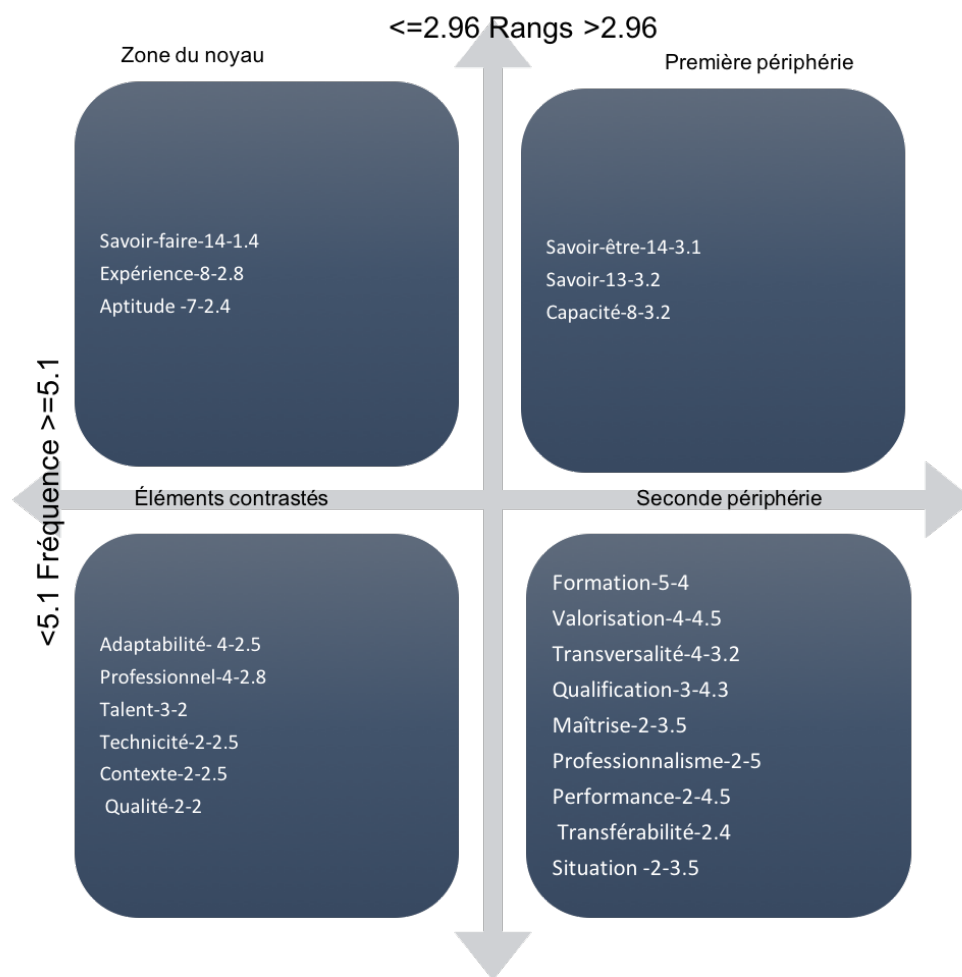 <=2.96 Rangs >2.96
Zone du noyau
Première périphérie
Savoir-faire-14-1.4
Expérience-8-2.8
Aptitude -7-2.4
Savoir-être-14-3.1
Savoir-13-3.2
Capacité-8-3.2
<5.1 Fréquence >=5.1
Éléments contrastés
Seconde périphérie
Adaptabilité- 4-2.5
Professionnel-4-2.8
Talent-3-2
Technicité-2-2.5
Contexte-2-2.5
Qualité-2-2
Formation-5-4
Valorisation-4-4.5
Transversalité-4-3.2
Qualification-3-4.3
Maîtrise-2-3.5
Professionnalisme-2-5
Performance-2-4.5
Transférabilité-2.4
Situation -2-3.5